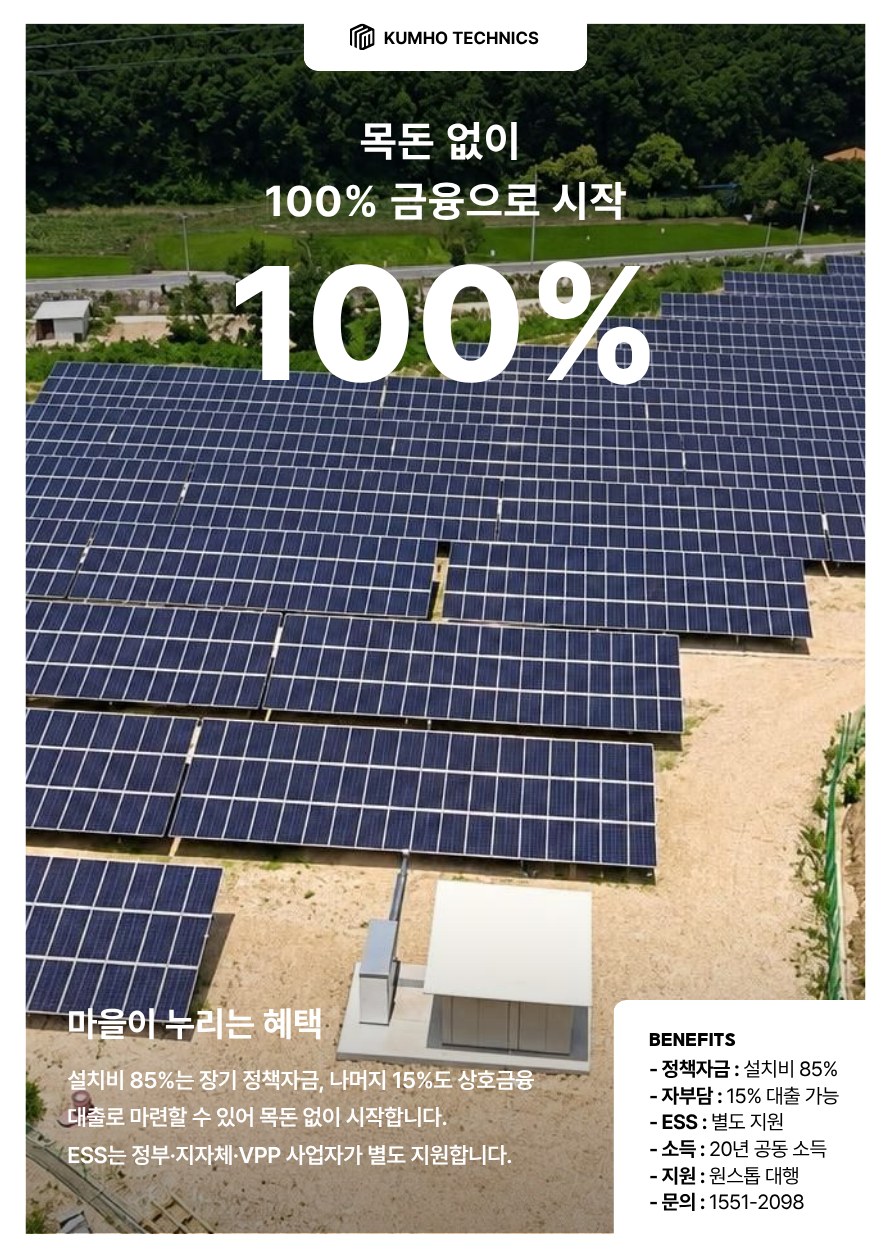 KUMHO TECHNICS
목돈 없이
100% 금융으로 시작
100%
마을이 누리는 혜택
설치비 85%는 장기 정책자금, 나머지 15%도 상호금융
대출로 마련할 수 있어 목돈 없이 시작합니다.
ESS는 정부·지자체·VPP 사업자가 별도 지원합니다.
BENEFITS
- 정책자금 : 설치비 85%
- 자부담 : 15% 대출 가능
- ESS : 별도 지원
- 소득 : 20년 공동 소득
- 지원 : 원스톱 대행
- 문의 : 1551-2098